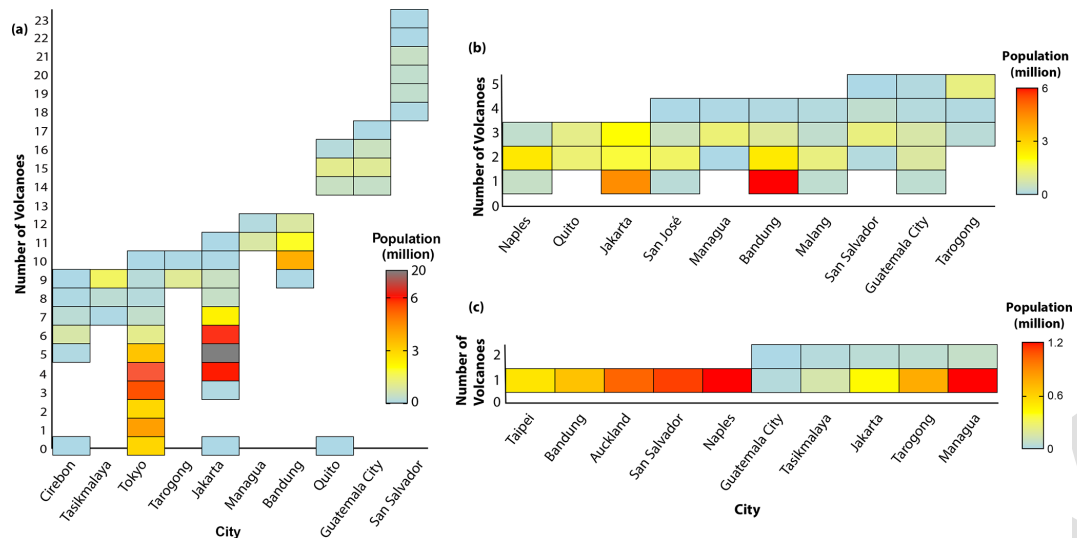 (a)
Number of Volcanoes
23
22
21
20
19
18
17
16
15
14
13
12
11
10
9
8
7
6
5
4
3
2
1
0
Cirebon
Tasikmalaya
Tokyo
Tarogong
Jakarta
Managua
Bandung
Quito
Guatemala City
San Salvador
City
Population
(million)
20
6
3
0
(b)
Number of Volcanoes
5
4
3
2
1
0
Naples
Quito
Jakarta
San José
Managua
Bandung
Malang
San Salvador
Guatemala City
Tarogong
Population
(million)
6
3
0
(c)
Number of
Volcanoes
2
1
0
Taipei
Bandung
Auckland
San Salvador
Naples
Guatemala City
Tasikmalaya
Jakarta
Tarogong
Managua
City
Population
(million)
1.2
0.6
0